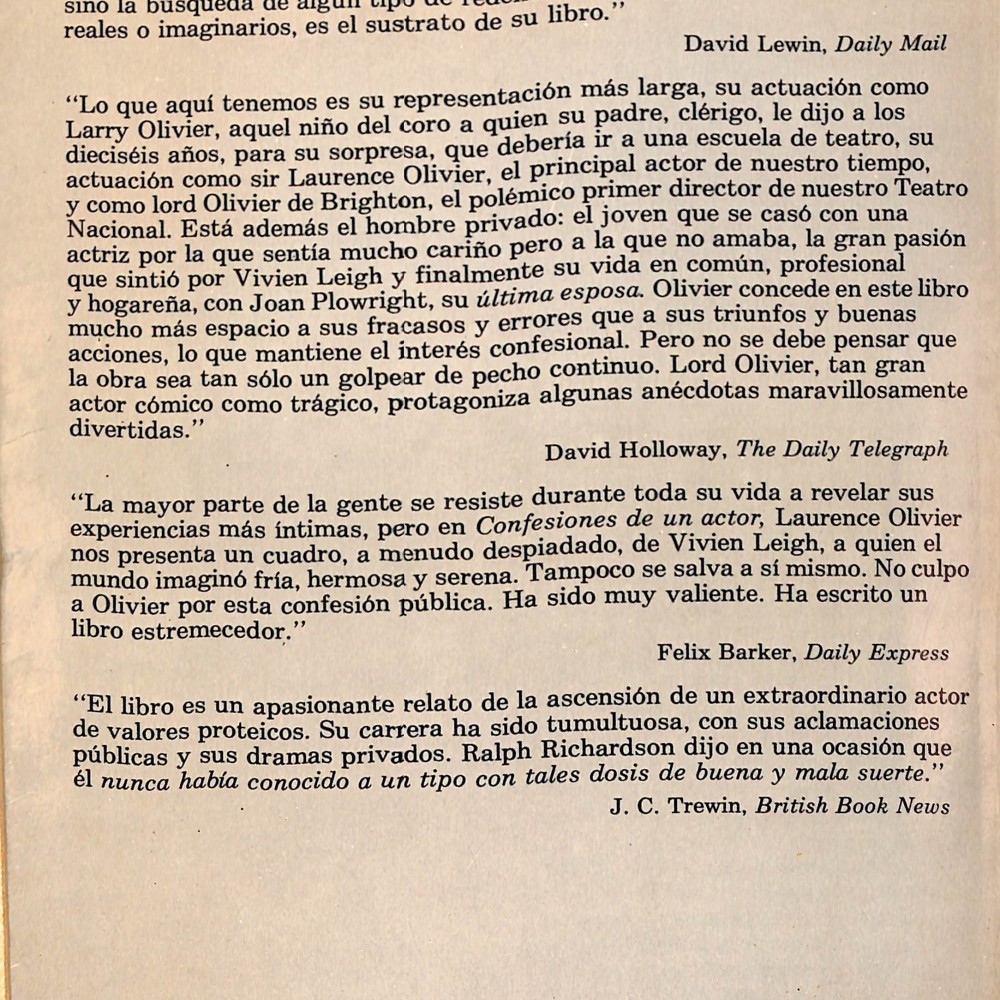 sino la búsqueda de algún tipo de
reales o imaginarios, es el sustrato de su libro.”
David Lewin, Daily Mail
“Lo que aquí tenemos es su representación más larga, su actuación como
Larry Olivier, aquel niño del coro a quien su padre, clérigo, le dijo a los
dieciséis años, para su sorpresa, que debería ir a una escuela de teatro, su
actuación como sir Laurence Olivier, el principal actor de nuestro tiempo,
y como lord Olivier de Brighton, el polémico primer director de nuestro Teatro
Nacional. Está además el hombre privado: el joven que se casó con una
actriz por la que sentía mucho cariño pero a la que no amaba, la gran pasión
que sintió por Vivien Leigh y finalmente su vida en común, profesional
y hogareña, con Joan Plowright, su última esposa. Olivier concede en este libro
mucho más espacio a sus fracasos y errores que a sus triunfos y buenas
acciones, lo que mantiene el interés confesional. Pero no se debe pensar que
la obra sea tan sólo un golpear de pecho continuo. Lord Olivier, tan gran
actor cómico como trágico, protagoniza algunas anécdotas maravillosamente
divertidas.”
David Holloway, The Daily Telegraph
“La mayor parte de la gente se resiste durante toda su vida a revelar sus
experiencias más íntimas, pero en Confesiones de un actor, Laurence Olivier
nos presenta un cuadro, a menudo despiadado, de Vivien Leigh, a quien el
mundo imaginó fría, hermosa y serena. Tampoco se salva a sí mismo. No culpo
a Olivier por esta confesión pública. Ha sido muy valiente. Ha escrito un
libro estremecedor.”
Felix Barker, Daily Express
“El libro es un apasionante relato de la ascensión de un extraordinario actor
de valores proteicos. Su carrera ha sido tumultuosa, con sus aclamaciones
públicas y sus dramas privados. Ralph Richardson dijo en una ocasión que
él nunca había conocido a un tipo con tales dosis de buena y mala suerte.”
J. C. Trewin, British Book News